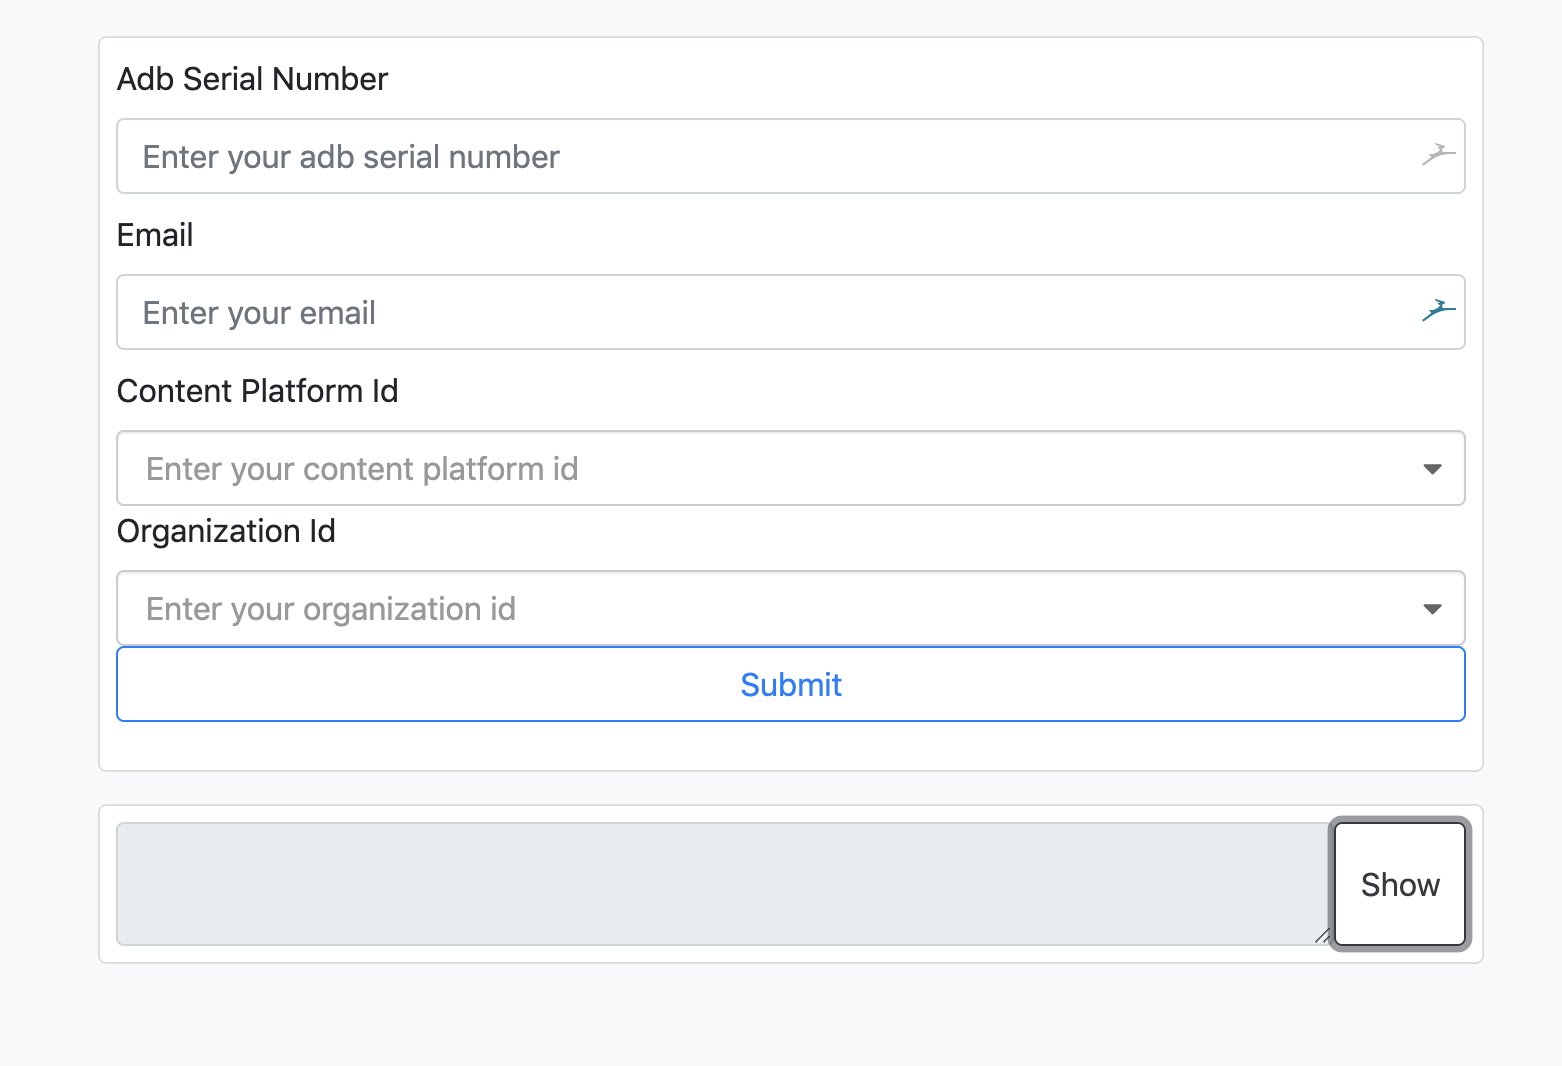 Adb Serial Number
Enter your adb serial number
Email
Enter your email
Content Platform Id
Enter your content platform id
Organization Id
Enter your organization id
Submit
Show